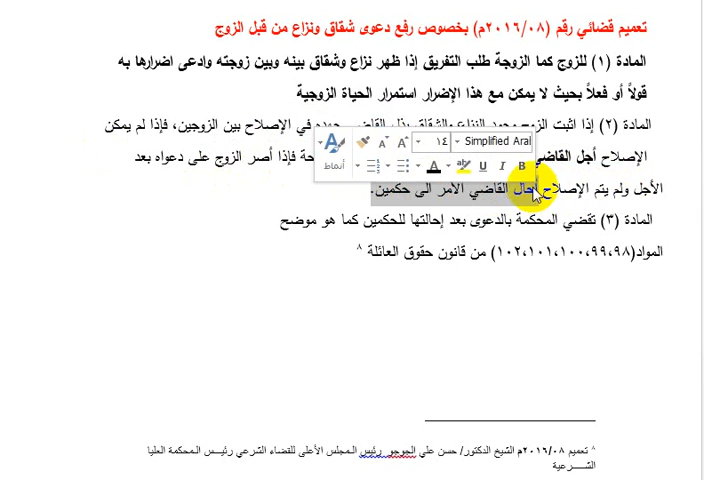 تعميم قضائي رقم (٢٠١٦/٠٨م) بخصوص رفع دعوى شقاق ونزاع من قبل الزوج
المادة (١) للزوج كما الزوجة طلب التفريق إذا ظهر نزاع وشقاق بينه وبين زوجته وادعى اضرارها به
قولاً أو فعلاً بحيث لا يمكن مع هذا الإضرار استمرار الحياة الزوجية
المادة (٢) إذا اثبت الزوج وجود النزاع والشقاق بذل القاضي جهده في الإصلاح بين الزوجين، فإذا لم يمكن
Simplified Aral ١٤
الإصلاح أجل القاضي فإذا أصر الزوج على دعواه بعد
أنماط B I U A
الأجل ولم يتم الإصلاح أحال القاضي الأمر الى حكمين.
المادة (٣) تقضي المحكمة بالدعوى بعد إحالتها للحكمين كما هو موضح
المواد(١٠٢،١٠١،١٠٠،٩٩،٩٨) من قانون حقوق العائلة ٨
٨ تعميم ٢٠١٦/٠٨م الشيخ الدكتور/ حسن علي الجوجو رئيس المجلس الأعلى للقضاء الشرعي رئيس المحكمة العليا
الشرعية